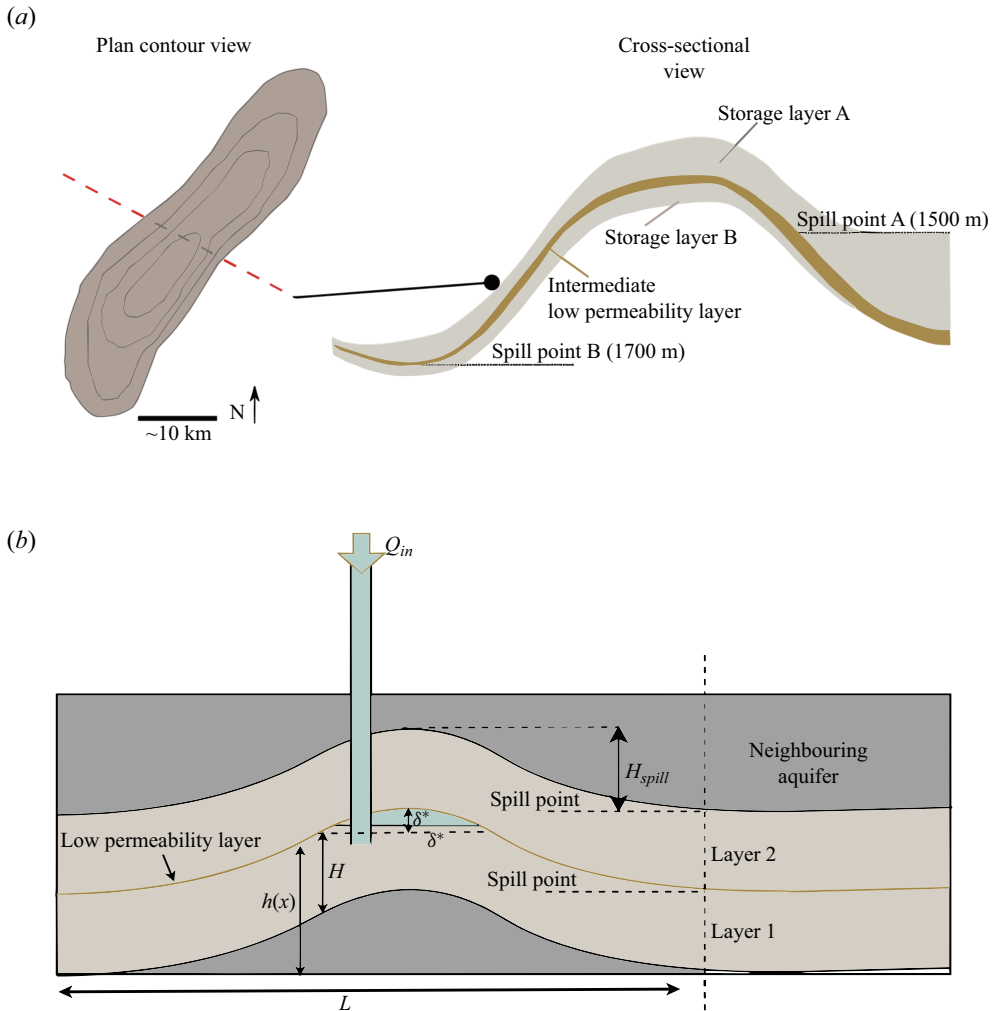 (a)
Plan contour view
Cross-sectional
view
Storage layer A
Spill point A (1500 m)
Storage layer B
Intermediate
low permeability layer
Spill point B (1700 m)
N
~10 km
(b)
Q_in
Neighbouring
aquifer
H_spill
Spill point
δ*
δ*
Low permeability layer
Layer 2
H
Spill point
h(x)
Layer 1
L